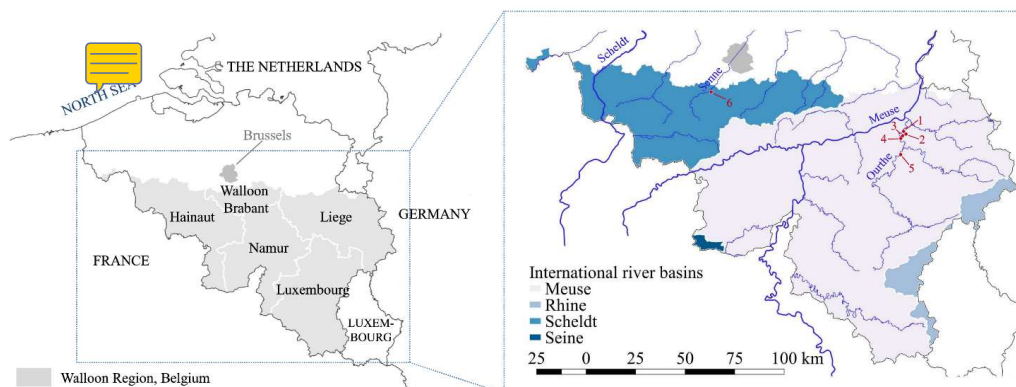 THE NETHERLANDS
NORTH SEA
Brussels
Walloon
Brabant
Hainaut
Liege
GERMANY
Namur
FRANCE
Luxembourg
LUXEM-
BOURG
Walloon Region, Belgium
Scheldt
Senne
6
Meuse
3
1
4
2
Ourthe
5
International river basins
Meuse
Rhine
Scheldt
Seine
25 0 25 50 75 100 km